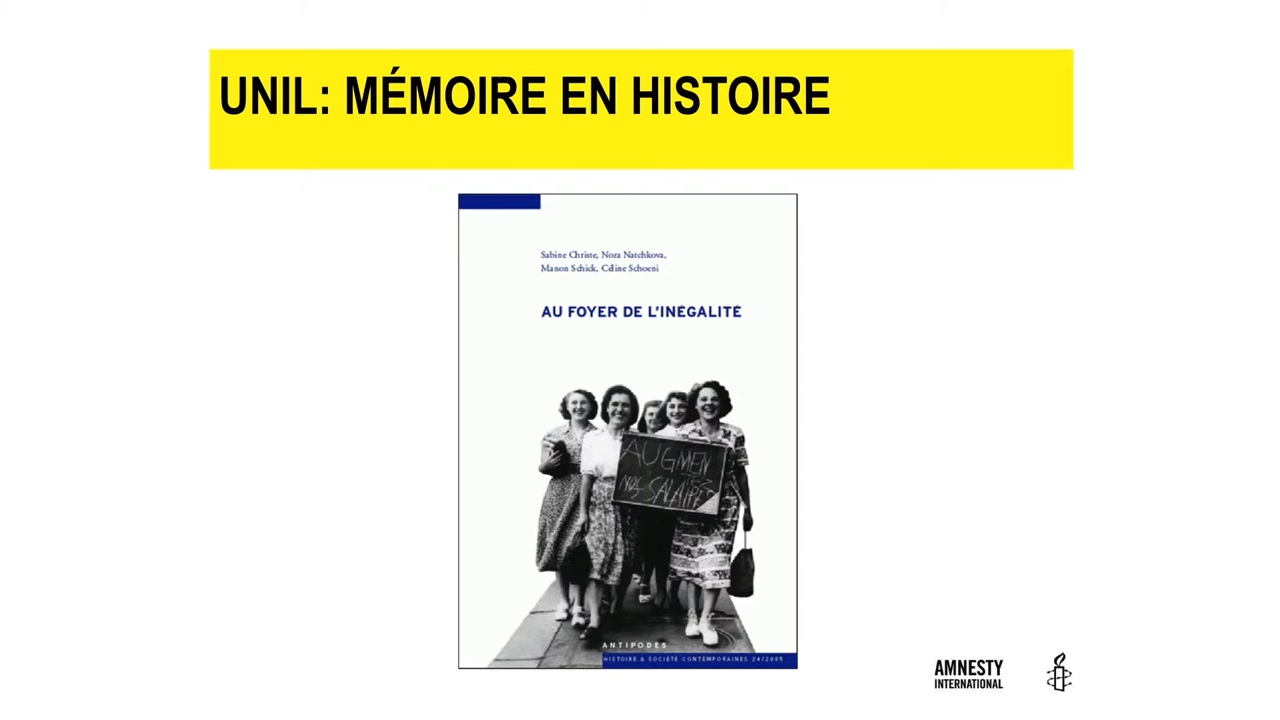 UNIL: MÉMOIRE EN HISTOIRE
Sabine Christe, Nora Natchkova,
Manon Schick, Céline Schoeni
AU FOYER DE L'INÉGALITÉ
AUGMEN
TEZ
NOS SALAIRES
ANTIPODES
HISTOIRE & SOCIÉTÉ CONTEMPORAINES 24/2005
AMNESTY
INTERNATIONAL